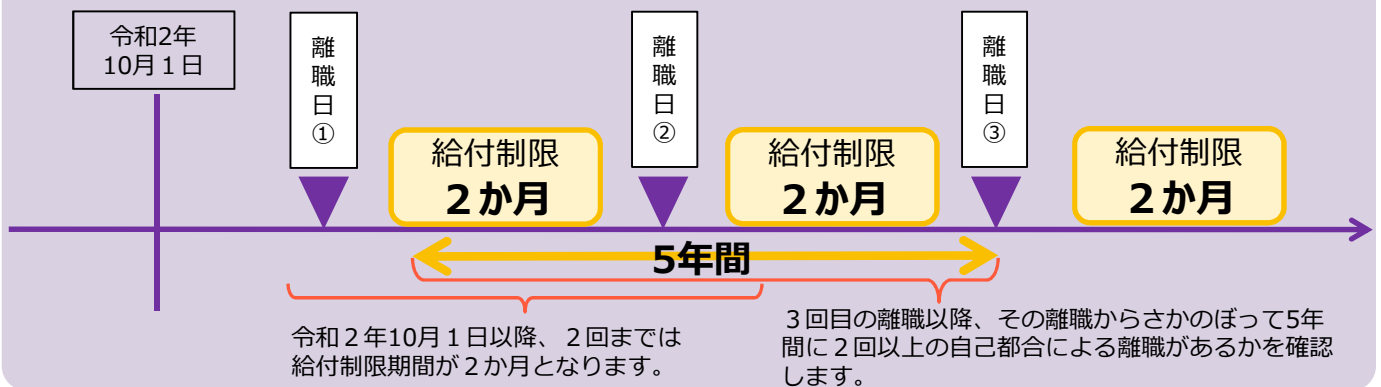 令和2年
10月１日
離職日①
給付制限
２か月
離職日②
給付制限
２か月
離職日③
給付制限
２か月
5年間
令和２年10月１日以降、２回までは
給付制限期間が２か月となります。
３回目の離職以降、その離職からさかのぼって5年
間に２回以上の自己都合による離職があるかを確認
します。